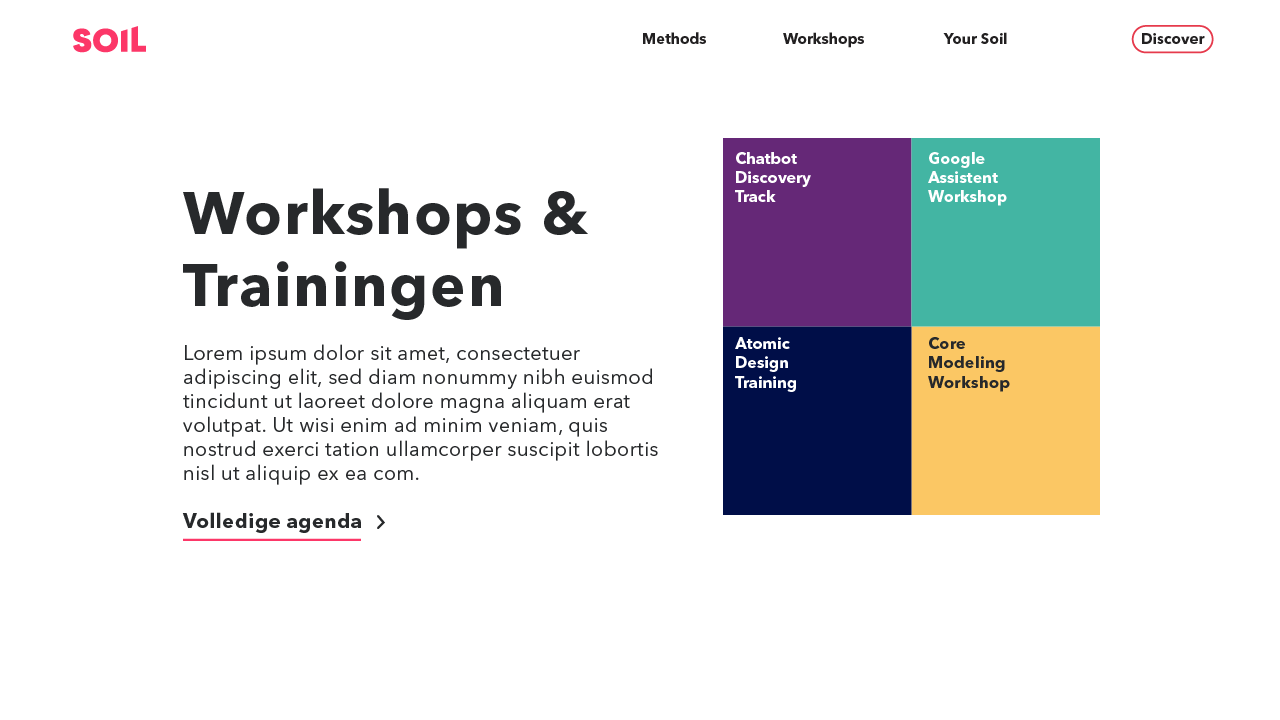 SOIL
Methods
Workshops
Your Soil
Discover
Workshops &
Trainingen
Lorem ipsum dolor sit amet, consectetuer
adipiscing elit, sed diam nonummy nibh euismod
tincidunt ut laoreet dolore magna aliquam erat
volutpat. Ut wisi enim ad minim veniam, quis
nostrud exerci tation ullamcorper suscipit lobortis
nisl ut aliquip ex ea com.
Volledige agenda
Chatbot
Discovery
Track
Google
Assistent
Workshop
Atomic
Design
Training
Core
Modeling
Workshop